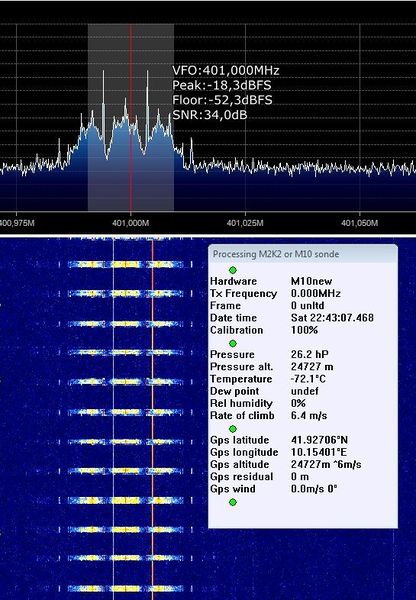 VFO:401,000MHz
Peak:-18,3dBFS
Floor:-52,3dBFS
SNR:34,0dB
400,975M 401,000M 401,025M 401,050M
Processing M2K2 or M10 sonde
Hardware M10new
Tx Frequency 0.000MHz
Frame 0 unltd
Date time Sat 22:43:07.468
Calibration 100%
Pressure 26.2 hP
Pressure alt. 24727 m
Temperature -72.1°C
Dew point undef
Rel humidity 0%
Rate of climb 6.4 m/s
Gps latitude 41.92706°N
Gps longitude 10.15401°E
Gps altitude 24727m ^6m/s
Gps residual 0 m
Gps wind 0.0m/s 0°